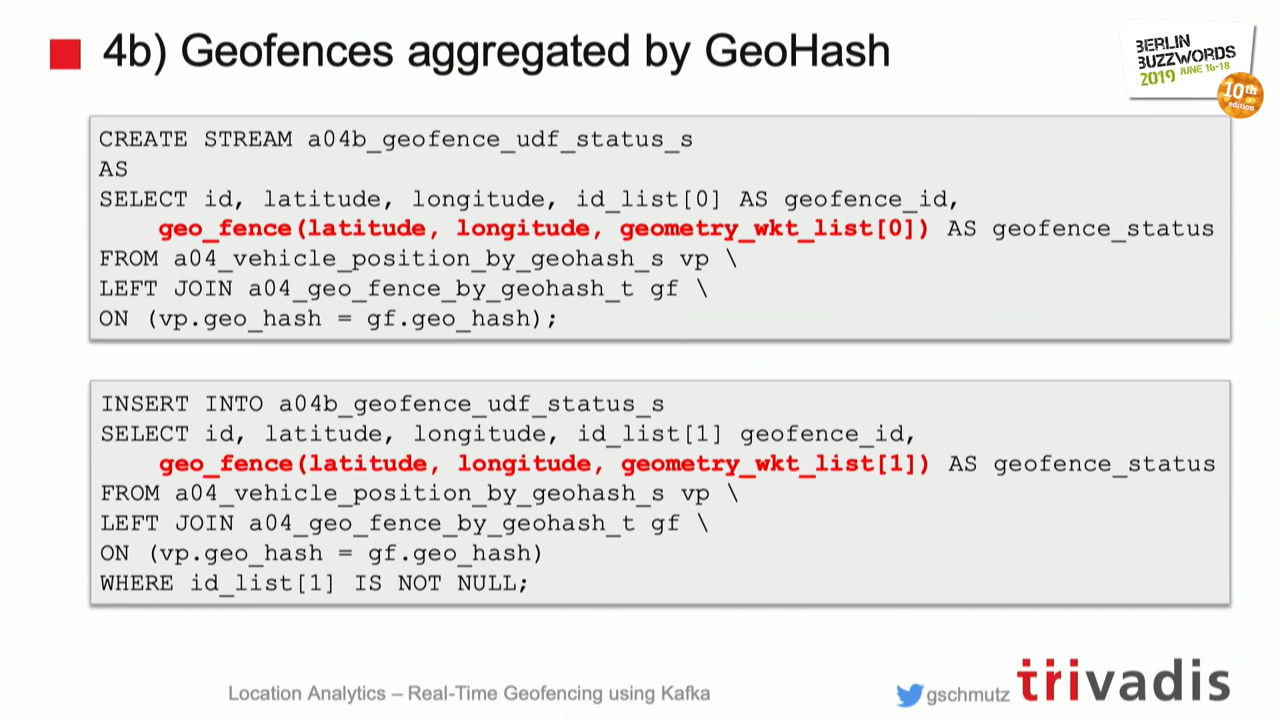 4b) Geofences aggregated by GeoHash
BERLIN
BUZZWORDS
2019 JUNE 16-18
10th
edition
CREATE STREAM a04b_geofence_udf_status_s
AS
SELECT id, latitude, longitude, id_list[0] AS geofence_id,
geo_fence(latitude, longitude, geometry_wkt_list[0]) AS geofence_status
FROM a04_vehicle_position_by_geohash_s vp \
LEFT JOIN a04_geo_fence_by_geohash_t gf \
ON (vp.geo_hash = gf.geo_hash);
INSERT INTO a04b_geofence_udf_status_s
SELECT id, latitude, longitude, id_list[1] geofence_id,
geo_fence(latitude, longitude, geometry_wkt_list[1]) AS geofence_status
FROM a04_vehicle_position_by_geohash_s vp \
LEFT JOIN a04_geo_fence_by_geohash_t gf \
ON (vp.geo_hash = gf.geo_hash)
WHERE id_list[1] IS NOT NULL;
Location Analytics – Real-Time Geofencing using Kafka
gschmutz
trivadis